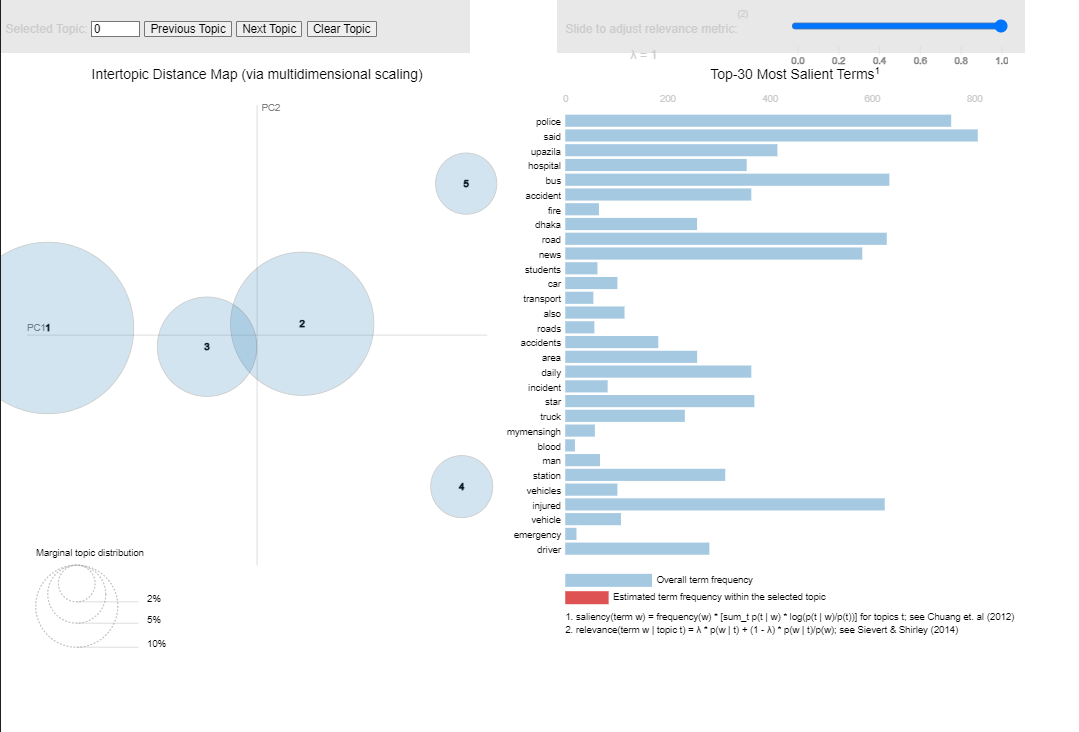 Selected Topic: 0 Previous Topic Next Topic Clear Topic
Slide to adjust relevance metric:
(2)
λ = 1
0.0 0.2 0.4 0.6 0.8 1.0
Intertopic Distance Map (via multidimensional scaling)
PC2
PC1
1
2
3
4
5
Marginal topic distribution
2%
5%
10%
Top-30 Most Salient Terms1
0 200 400 600 800
police
said
upazila
hospital
bus
accident
fire
dhaka
road
news
students
car
transport
also
roads
accidents
area
daily
incident
star
truck
mymensingh
blood
man
station
vehicles
injured
vehicle
emergency
driver
Overall term frequency
Estimated term frequency within the selected topic
1. saliency(term w) = frequency(w) * [sum_t p(t | w) * log(p(t | w)/p(t))] for topics t; see Chuang et. al (2012)
2. relevance(term w | topic t) = λ * p(w | t) + (1 - λ) * p(w | t)/p(w); see Sievert & Shirley (2014)